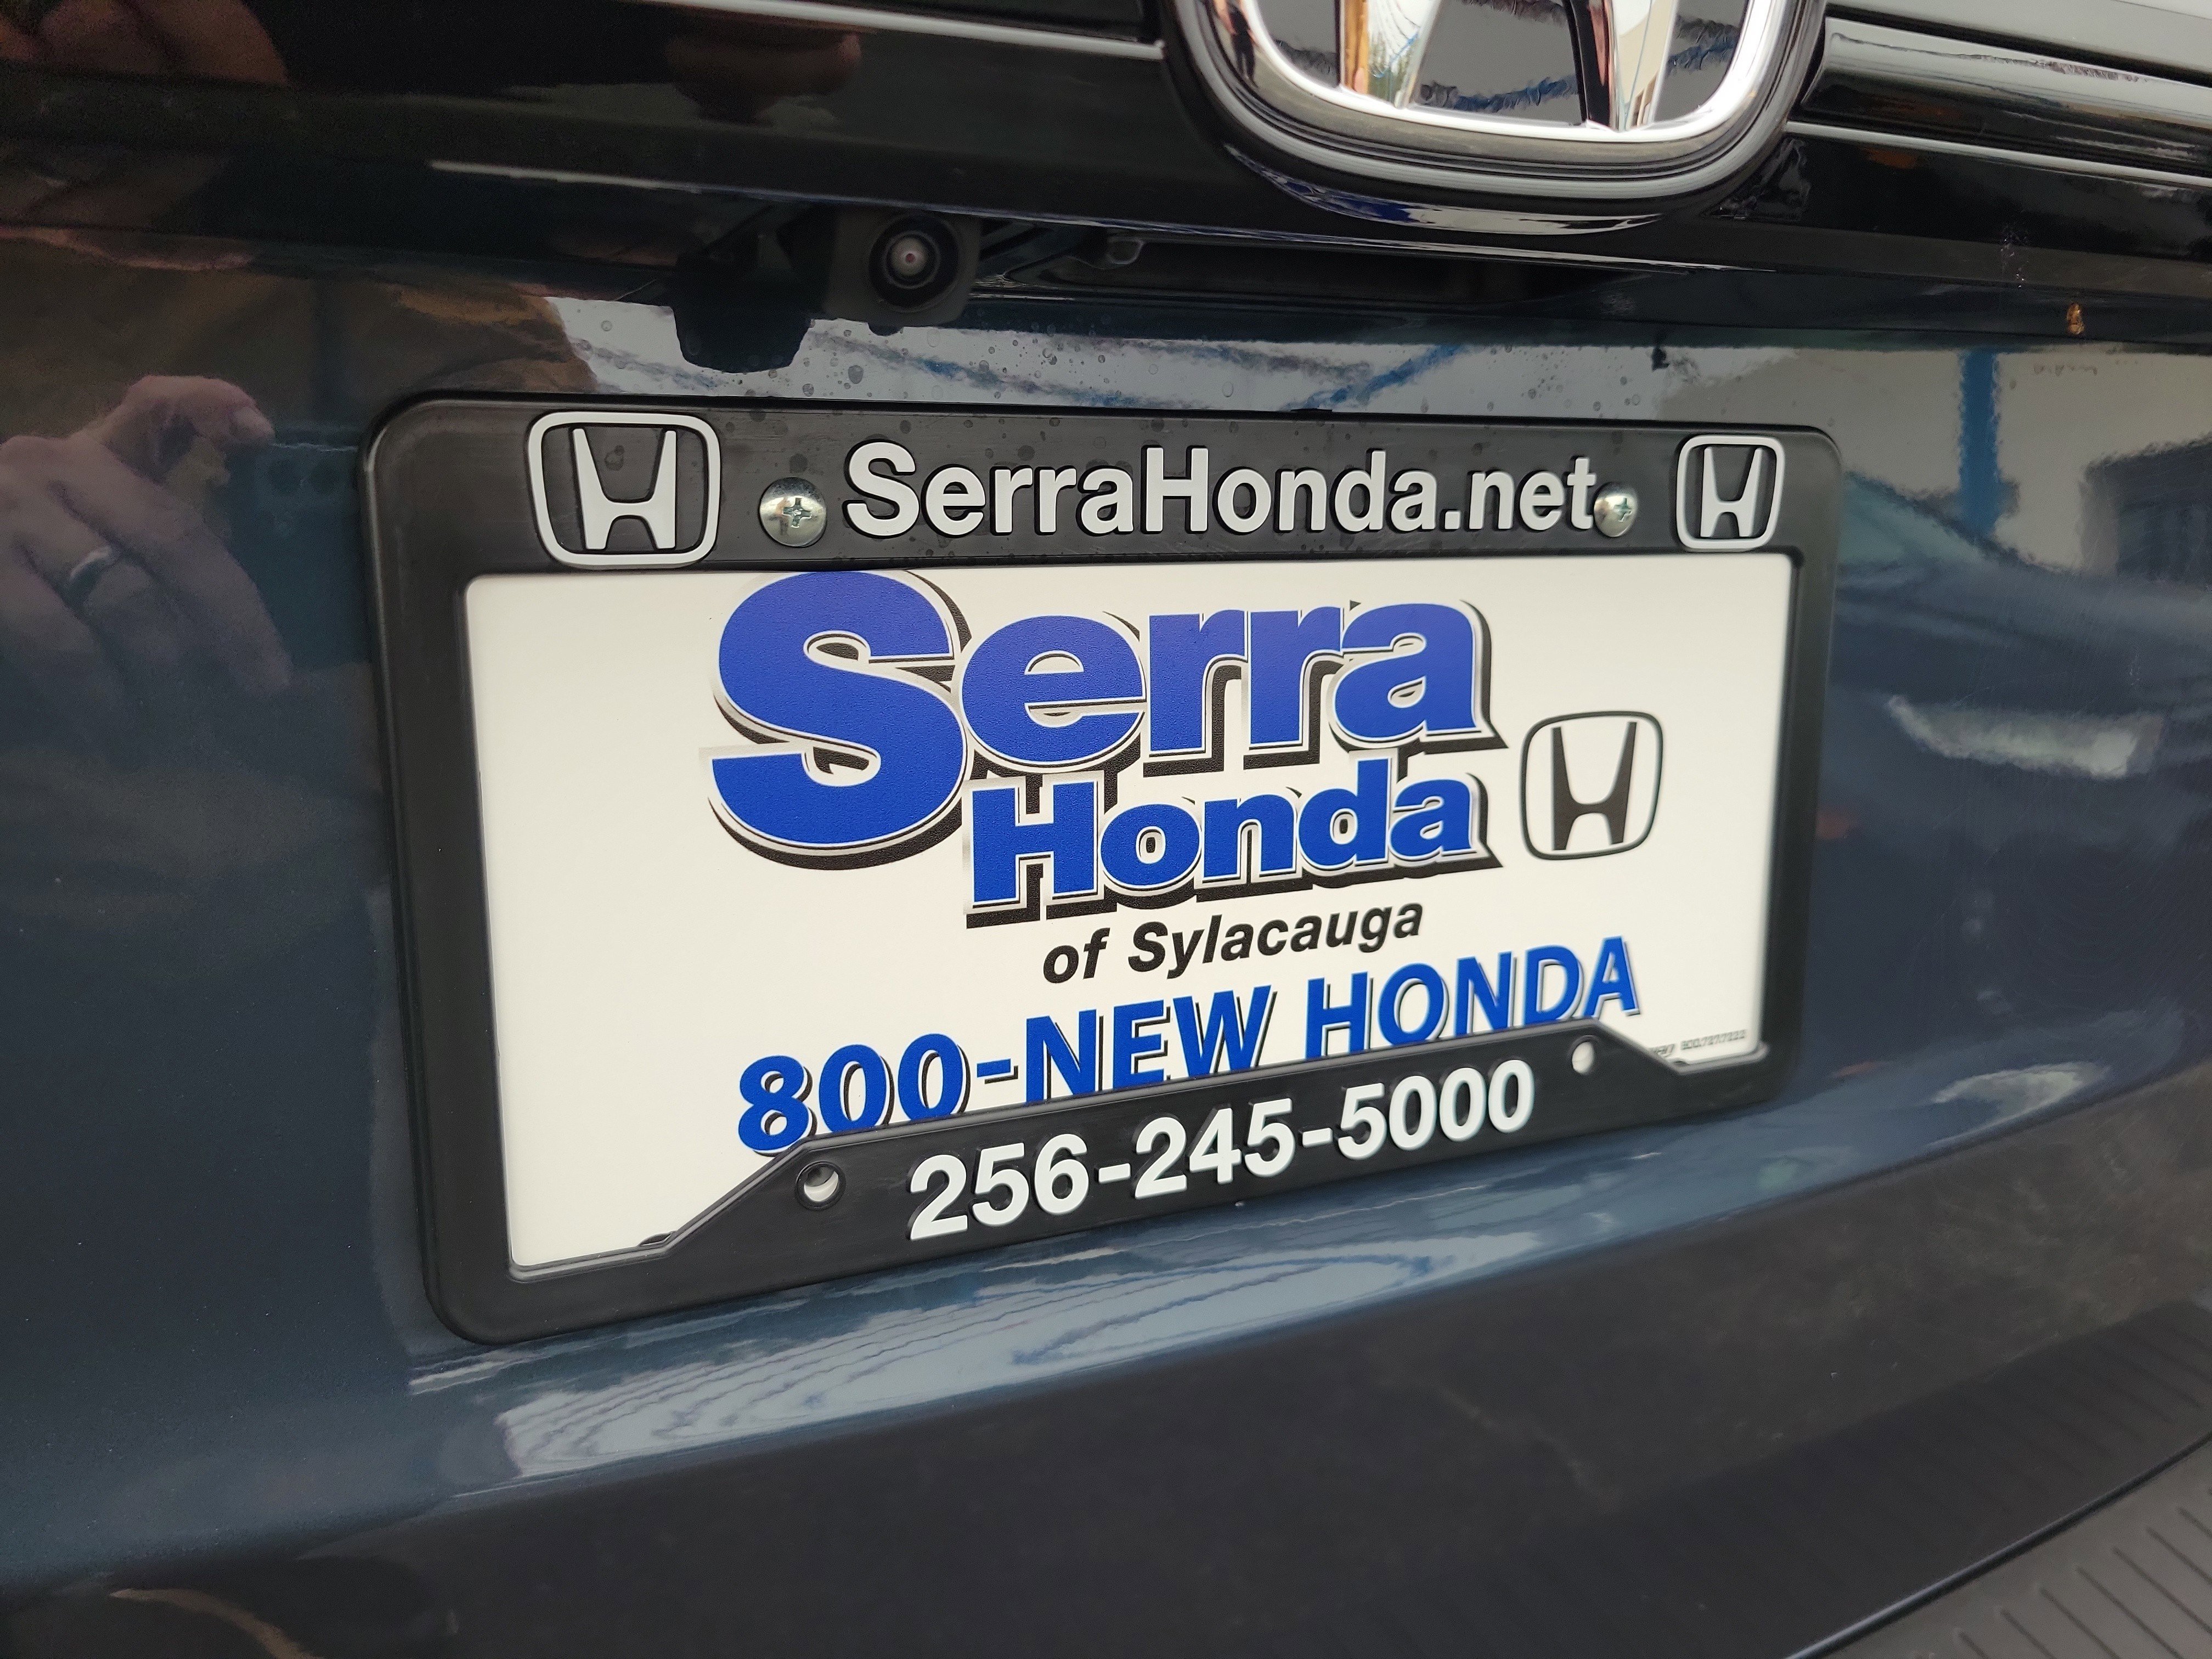 SerraHonda.net
Serra
Honda
of Sylacauga
800-NEW HONDA
256-245-5000